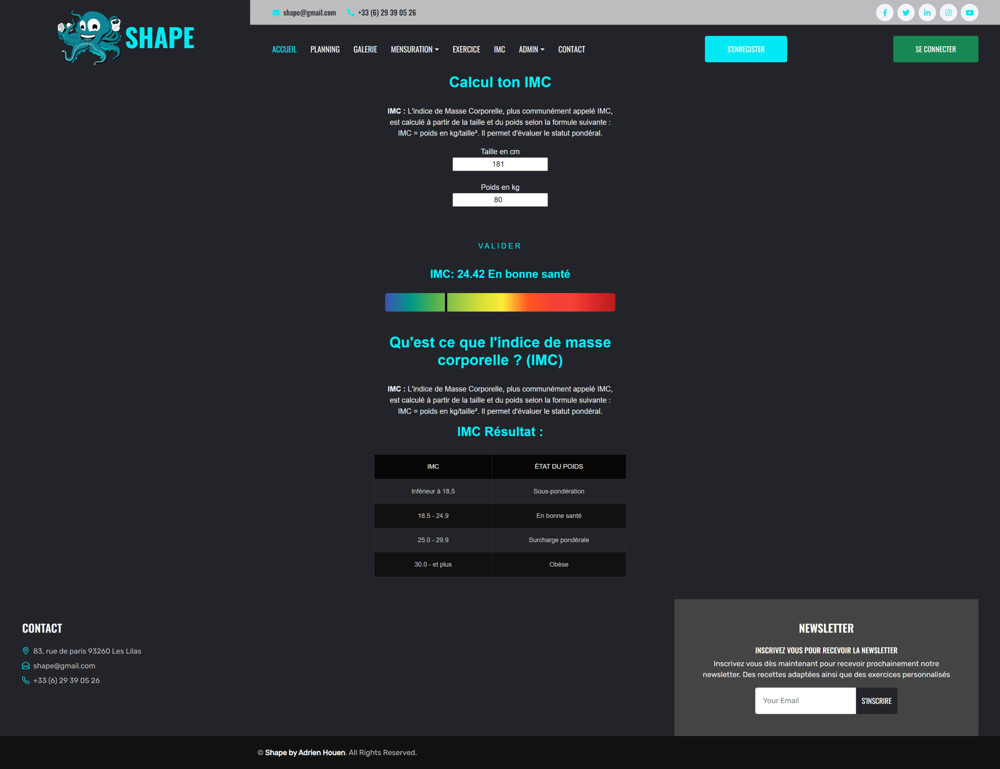 SHAPE
shape@gmail.com +33 (6) 29 39 05 26
ACCUEIL PLANNING GALERIE MENSURATION EXERCICE IMC ADMIN CONTACT S'ENREGISTER SE CONNECTER
Calcul ton IMC
IMC : L'indice de Masse Corporelle, plus communément appelé IMC,
est calculé à partir de la taille et du poids selon la formule suivante :
IMC = poids en kg/taille². Il permet d'évaluer le statut pondéral.
Taille en cm
181
Poids en kg
80
VALIDER
IMC: 24.42 En bonne santé
Qu'est ce que l'indice de masse
corporelle ? (IMC)
IMC : L'indice de Masse Corporelle, plus communément appelé IMC,
est calculé à partir de la taille et du poids selon la formule suivante :
IMC = poids en kg/taille². Il permet d'évaluer le statut pondéral.
IMC Résultat :
IMC ÉTAT DU POIDS
Inférieur à 18,5 Sous-pondération
18.5 - 24.9 En bonne santé
25.0 - 29.9 Surcharge pondérale
30.0 - et plus Obèse
CONTACT
83, rue de paris 93260 Les Lilas
shape@gmail.com
+33 (6) 29 39 05 26
NEWSLETTER
INSCRIVEZ VOUS POUR RECEVOIR LA NEWSLETTER
Inscrivez vous dès maintenant pour recevoir prochainement notre
newsletter. Des recettes adaptées ainsi que des exercices personnalisés
Your Email S'INSCRIRE
© Shape by Adrien Houen. All Rights Reserved.